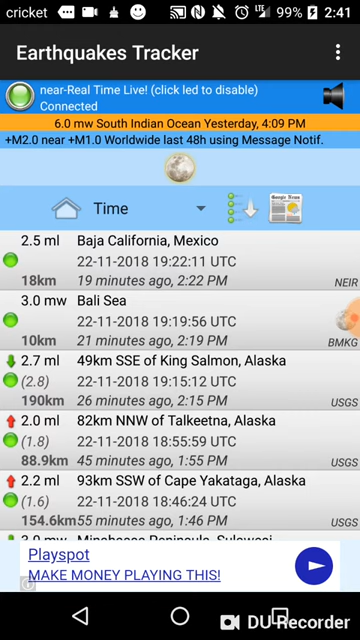 cricket 99% 2:41
Earthquakes Tracker
near-Real Time Live! (click led to disable)
Connected
6.0 mw South Indian Ocean Yesterday, 4:09 PM
+M2.0 near +M1.0 Worldwide last 48h using Message Notif.
Time
Google News
2.5 ml Baja California, Mexico
22-11-2018 19:22:11 UTC
18km 19 minutes ago, 2:22 PM NEIR
3.0 mw Bali Sea
22-11-2018 19:19:56 UTC
10km 21 minutes ago, 2:19 PM BMKG
2.7 ml 49km SSE of King Salmon, Alaska
(2.8) 22-11-2018 19:15:12 UTC
190km 26 minutes ago, 2:15 PM USGS
2.0 ml 82km NNW of Talkeetna, Alaska
(1.8) 22-11-2018 18:55:59 UTC
88.9km 45 minutes ago, 1:55 PM USGS
2.2 ml 93km SSW of Cape Yakataga, Alaska
(1.6) 22-11-2018 18:46:24 UTC
154.6km 55 minutes ago, 1:46 PM USGS
3.0 mw Minahassa Peninsula, Sulawesi
Playspot
MAKE MONEY PLAYING THIS!
DU Recorder